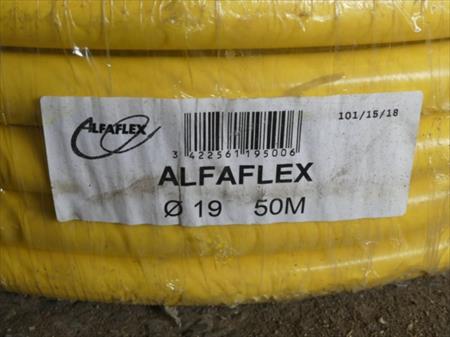 ALFAFLEX
101/15/18
3 422561 195006
ALFAFLEX
Ø 19 50M